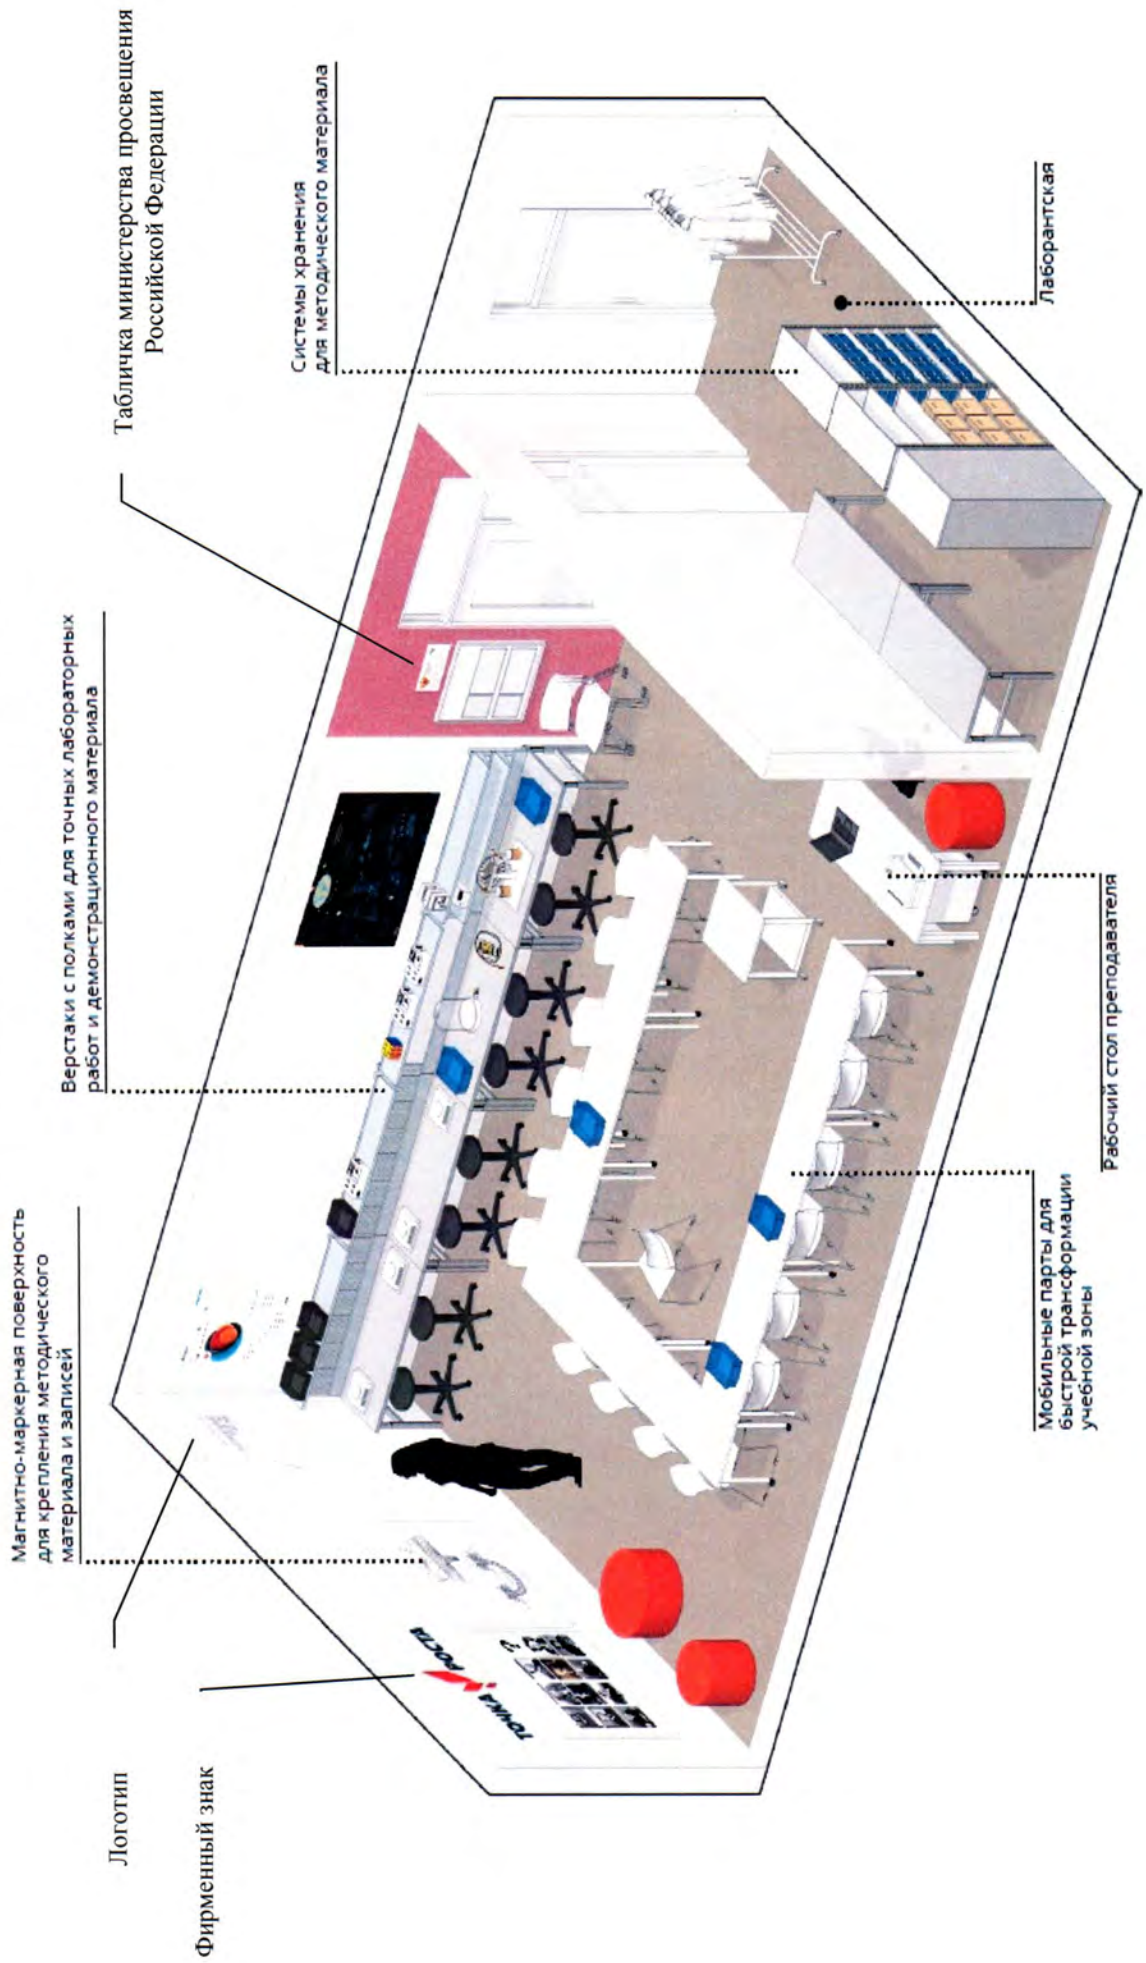 Логотип
Фирменный знак
Магнитно-маркерная поверхность
для крепления методического
материала и записей
Верстаки с полками для точных лабораторных
работ и демонстрационного материала
Табличка министерства просвещения
Российской Федерации
Системы хранения
для методического материала
ТОЧКА РОСТА
Мобильные парты для
быстрой трансформации
учебной зоны
Рабочий стол преподавателя
Лаборантская